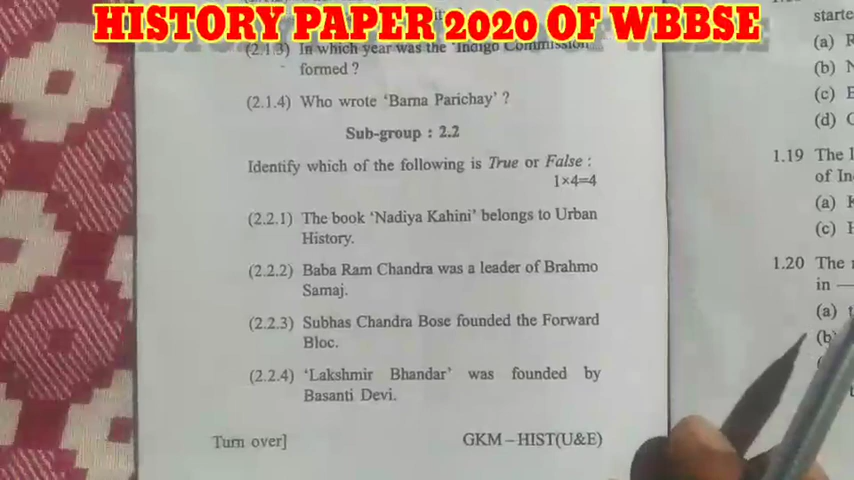 HISTORY PAPER 2020 OF WBBSE
(2.1.3) In which year was the 'Indigo Commission
formed ?
(2.1.4) Who wrote 'Barna Parichay' ?
Sub-group : 2.2
Identify which of the following is True or False :
1×4=4
(2.2.1) The book 'Nadiya Kahini' belongs to Urban
History.
(2.2.2) Baba Ram Chandra was a leader of Brahmo
Samaj.
(2.2.3) Subhas Chandra Bose founded the Forward
Bloc.
(2.2.4) 'Lakshmir Bhandar' was founded by
Basanti Devi.
Turn over]
GKM – HIST(U&E)
starte
(a)
(b)
(c)
(d)
1.19 The
of In
(a)
(c)
1.20 The
in —
(a)
(b)